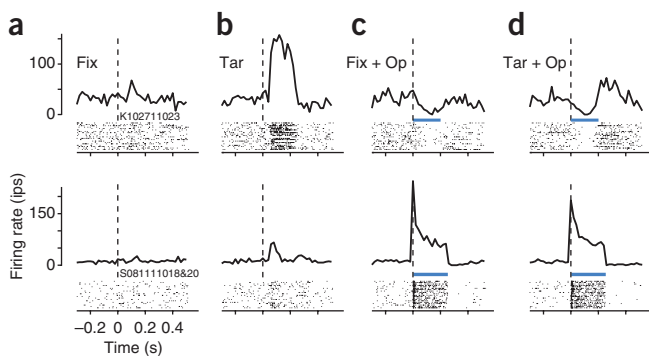 a b c d
Fix Tar Fix + Op Tar + Op
100
0
K102711023
Firing rate (ips)
150
0
S081111018&20
−0.2 0 0.2 0.4
Time (s)